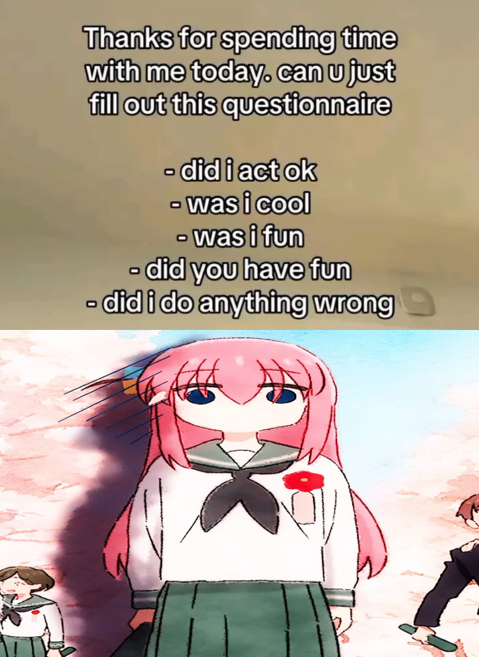 Thanks for spending time
with me today. can u just
fill out this questionnaire
- did i act ok
- was i cool
- was i fun
- did you have fun
- did i do anything wrong